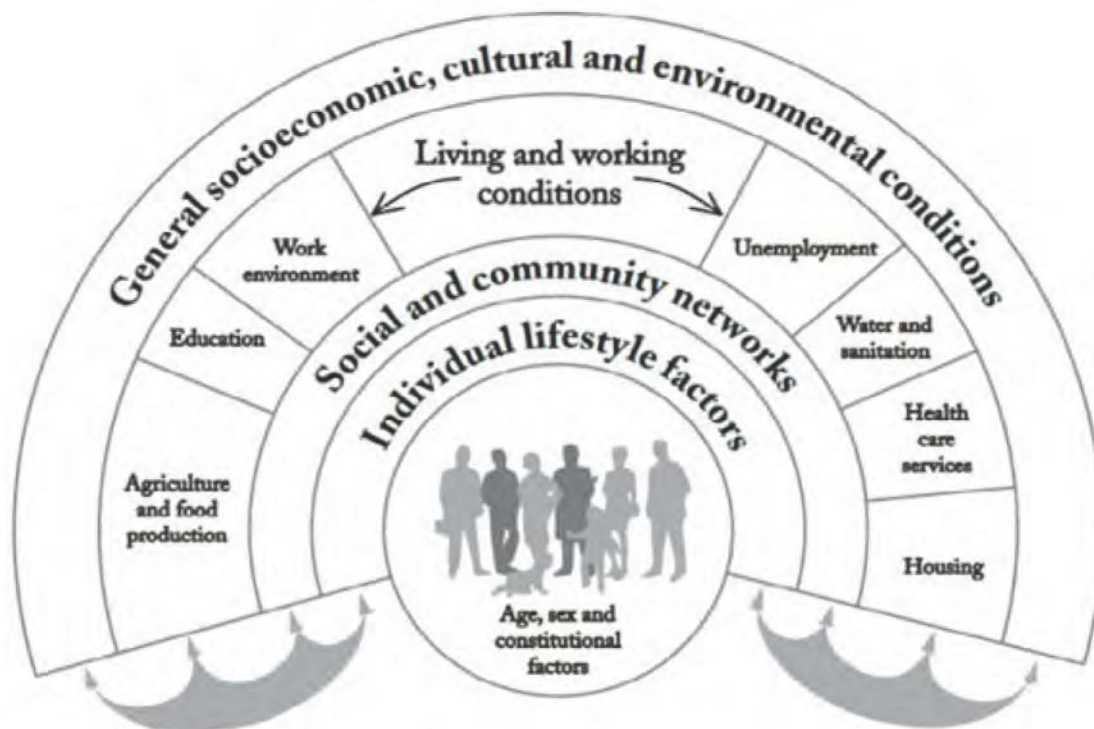 General socioeconomic, cultural and environmental conditions
Living and working
conditions
Agriculture
and food
production
Education
Work
environment
Unemployment
Water and
sanitation
Health
care
services
Housing
Social and community networks
Individual lifestyle factors
Age, sex and
constitutional
factors